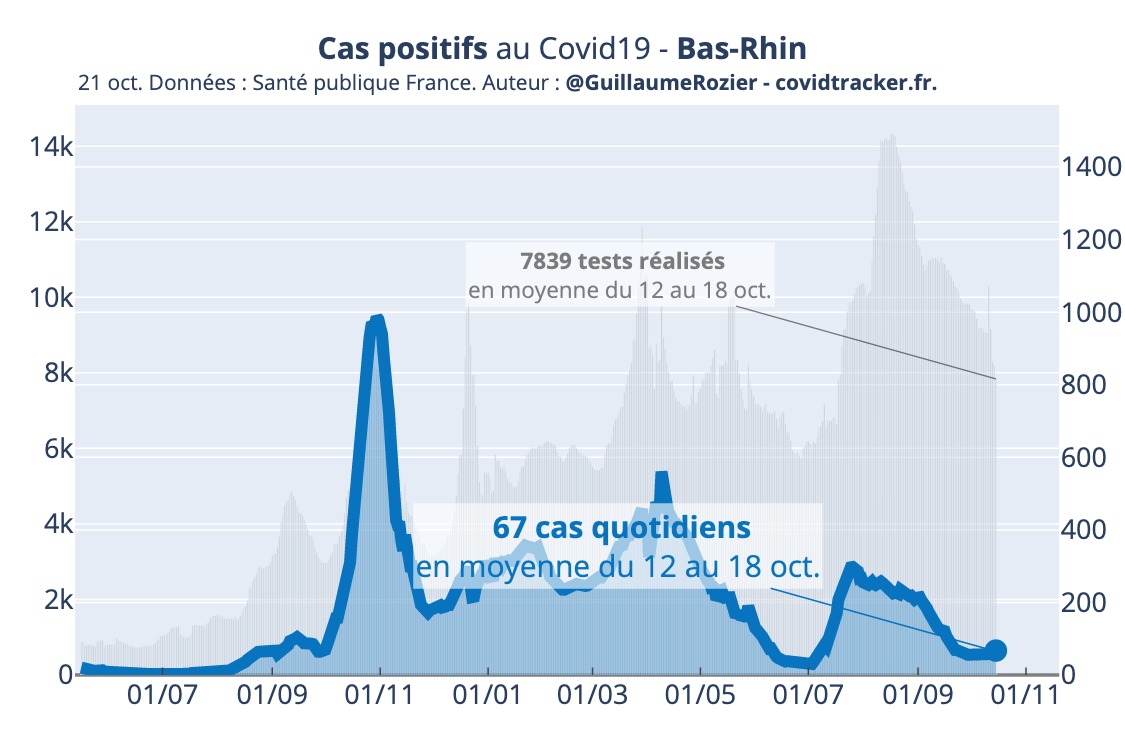 Cas positifs au Covid19 - Bas-Rhin
21 oct. Données : Santé publique France. Auteur : @GuillaumeRozier - covidtracker.fr.
14k
12k
10k
8k
6k
4k
2k
0
1400
1200
1000
800
600
400
200
0
7839 tests réalisés
en moyenne du 12 au 18 oct.
67 cas quotidiens
en moyenne du 12 au 18 oct.
01/07 01/09 01/11 01/01 01/03 01/05 01/07 01/09 01/11